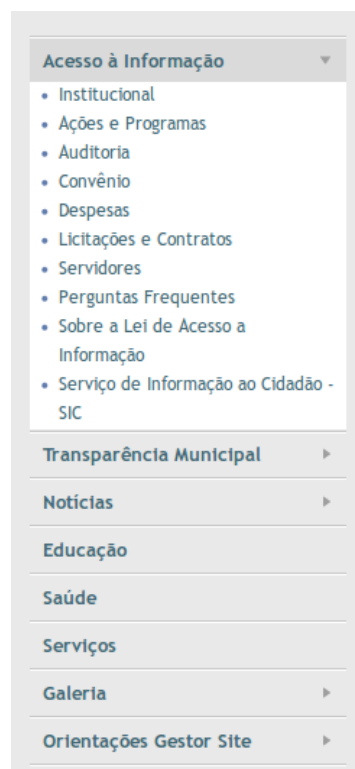 Acesso à Informação
Institucional
Ações e Programas
Auditoria
Convênio
Despesas
Licitações e Contratos
Servidores
Perguntas Frequentes
Sobre a Lei de Acesso a
Informação
Serviço de Informação ao Cidadão -
SIC
Transparência Municipal
Notícias
Educação
Saúde
Serviços
Galeria
Orientações Gestor Site